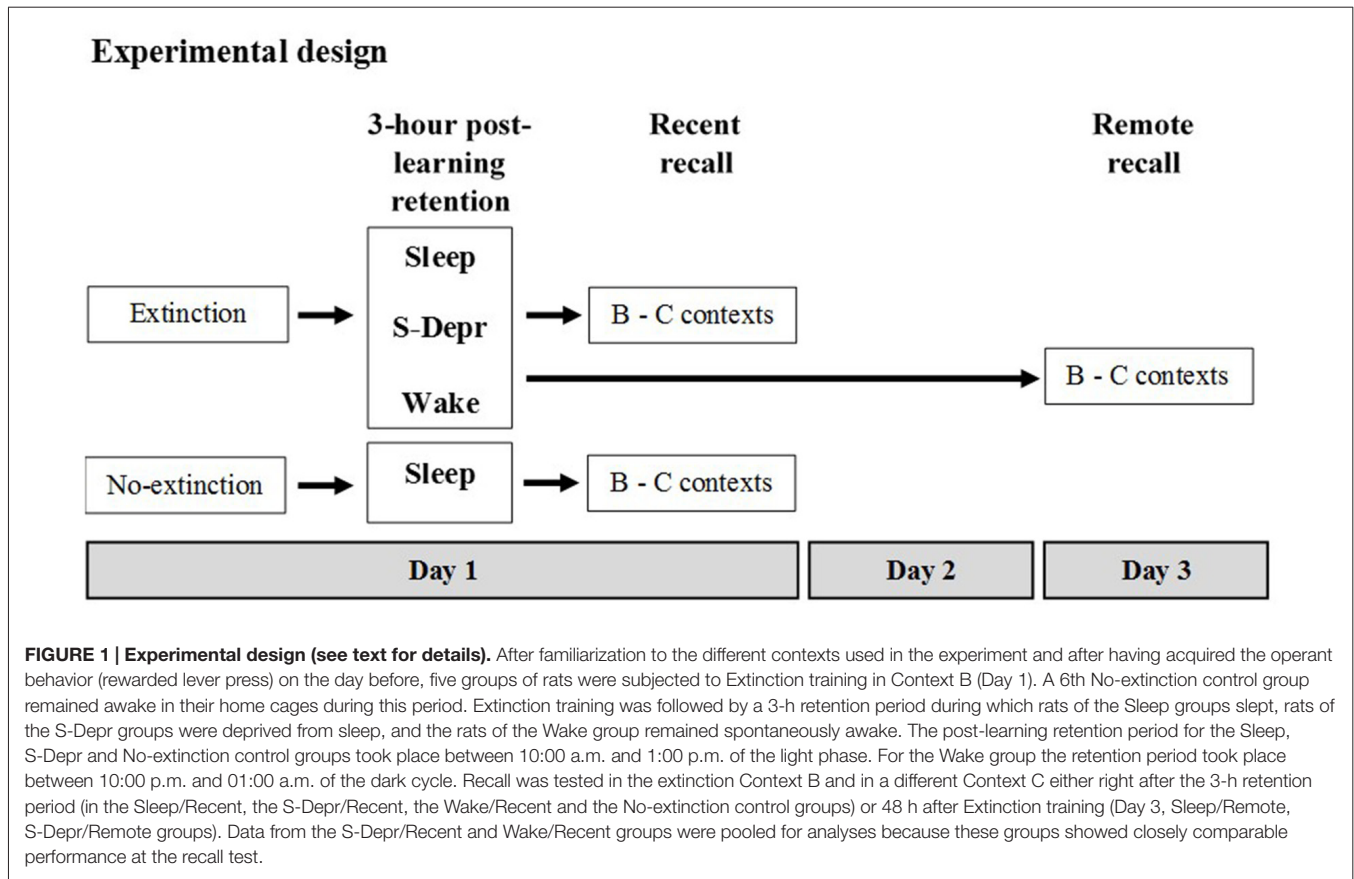 Experimental design
3-hour post-
learning
retention
Recent
recall
Remote
recall
Extinction
Sleep
S-Depr
Wake
B - C contexts
B - C contexts
No-extinction
Sleep
B - C contexts
Day 1
Day 2
Day 3
FIGURE 1 | Experimental design (see text for details). After familiarization to the different contexts used in the experiment and after having acquired the operant
behavior (rewarded lever press) on the day before, five groups of rats were subjected to Extinction training in Context B (Day 1). A 6th No-extinction control group
remained awake in their home cages during this period. Extinction training was followed by a 3-h retention period during which rats of the Sleep groups slept, rats of
the S-Depr groups were deprived from sleep, and the rats of the Wake group remained spontaneously awake. The post-learning retention period for the Sleep,
S-Depr and No-extinction control groups took place between 10:00 a.m. and 1:00 p.m. of the light phase. For the Wake group the retention period took place
between 10:00 p.m. and 01:00 a.m. of the dark cycle. Recall was tested in the extinction Context B and in a different Context C either right after the 3-h retention
period (in the Sleep/Recent, the S-Depr/Recent, the Wake/Recent and the No-extinction control groups) or 48 h after Extinction training (Day 3, Sleep/Remote,
S-Depr/Remote groups). Data from the S-Depr/Recent and Wake/Recent groups were pooled for analyses because these groups showed closely comparable
performance at the recall test.